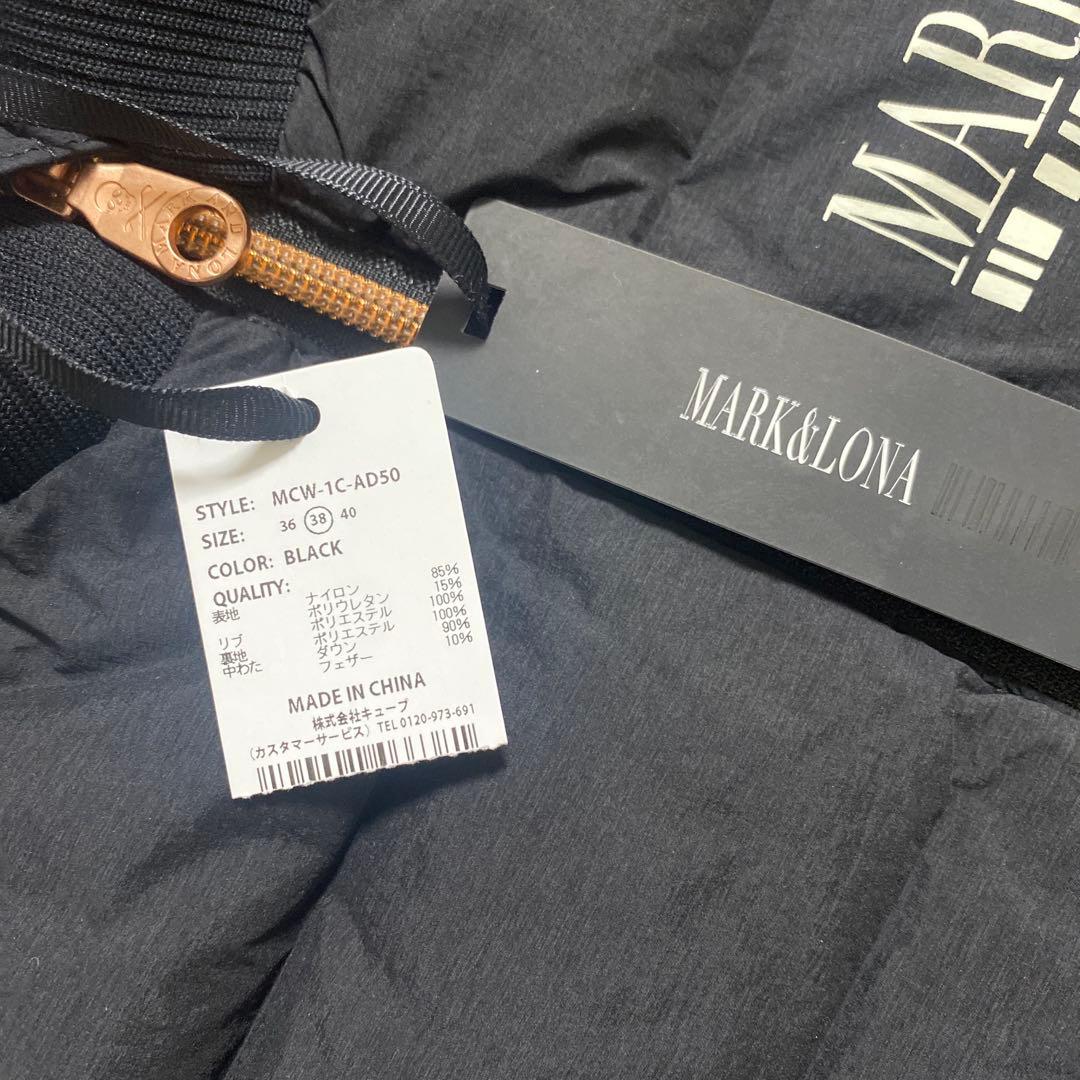 MARK AND LONA
MAR
MARK&LONA
STYLE: MCW-1C-AD50
SIZE: 36 38 40
COLOR: BLACK
QUALITY:
表地 ナイロン 85%
ポリウレタン 15%
リブ ポリエステル 100%
裏地 ポリエステル 100%
中わた ダウン 90%
フェザー 10%
MADE IN CHINA
株式会社キューブ
(カスタマーサービス) TEL 0120-973-691